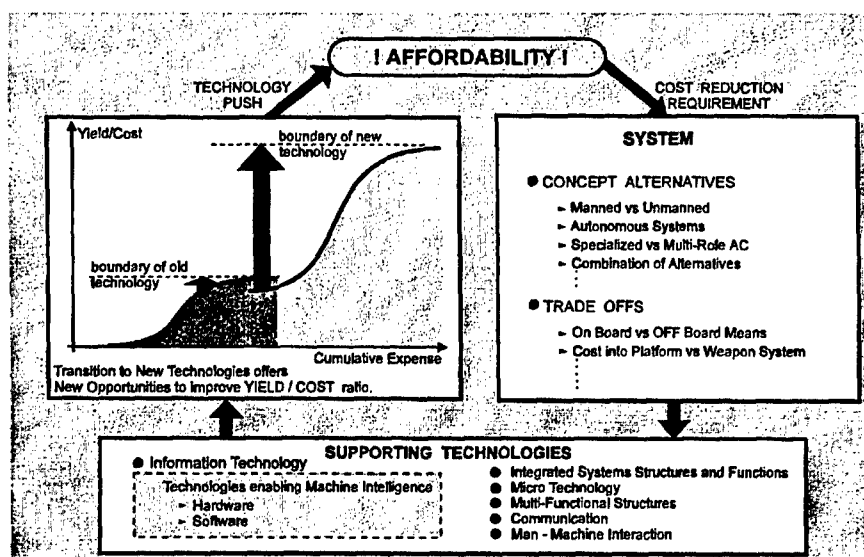 ! AFFORDABILITY !
TECHNOLOGY
PUSH
COST REDUCTION
REQUIREMENT
Yield/Cost
boundary of new
technology
boundary of old
technology
Cumulative Expense
Transition to New Technologies offers
New Opportunities to improve YIELD / COST ratio.
SYSTEM
● CONCEPT ALTERNATIVES
► Manned vs Unmanned
► Autonomous Systems
► Specialized vs Multi-Role AC
► Combination of Alternatives
● TRADE OFFS
► On Board vs OFF Board Means
► Cost into Platform vs Weapon System
SUPPORTING TECHNOLOGIES
● Information Technology
Technologies enabling Machine Intelligence
► Hardware
► Software
● Integrated Systems Structures and Functions
● Micro Technology
● Multi-Functional Structures
● Communication
● Man - Machine Interaction